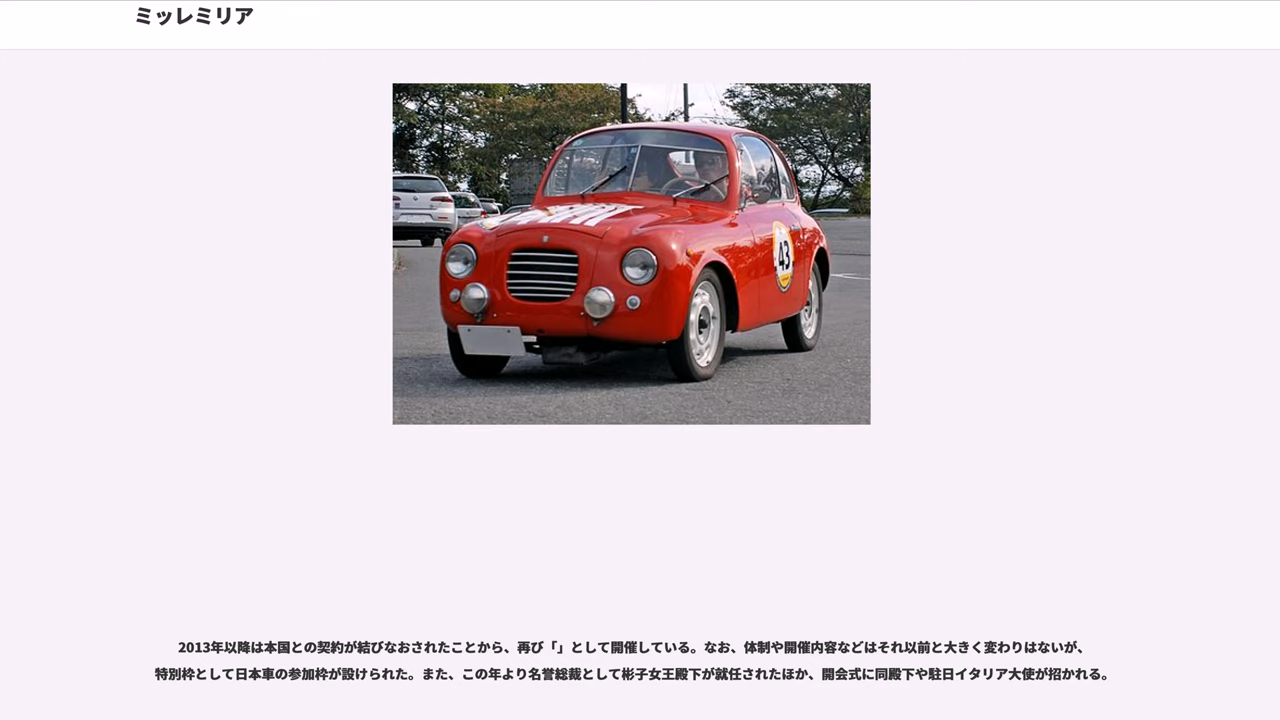 ミッレミリア
43
2013年以降は本国との契約が結びなおされたことから、再び「」として開催している。なお、体制や開催内容などはそれ以前と大きく変わりはないが、
特別枠として日本車の参加枠が設けられた。また、この年より名誉総裁として彬子女王殿下が就任されたほか、開会式に同殿下や駐日イタリア大使が招かれる。